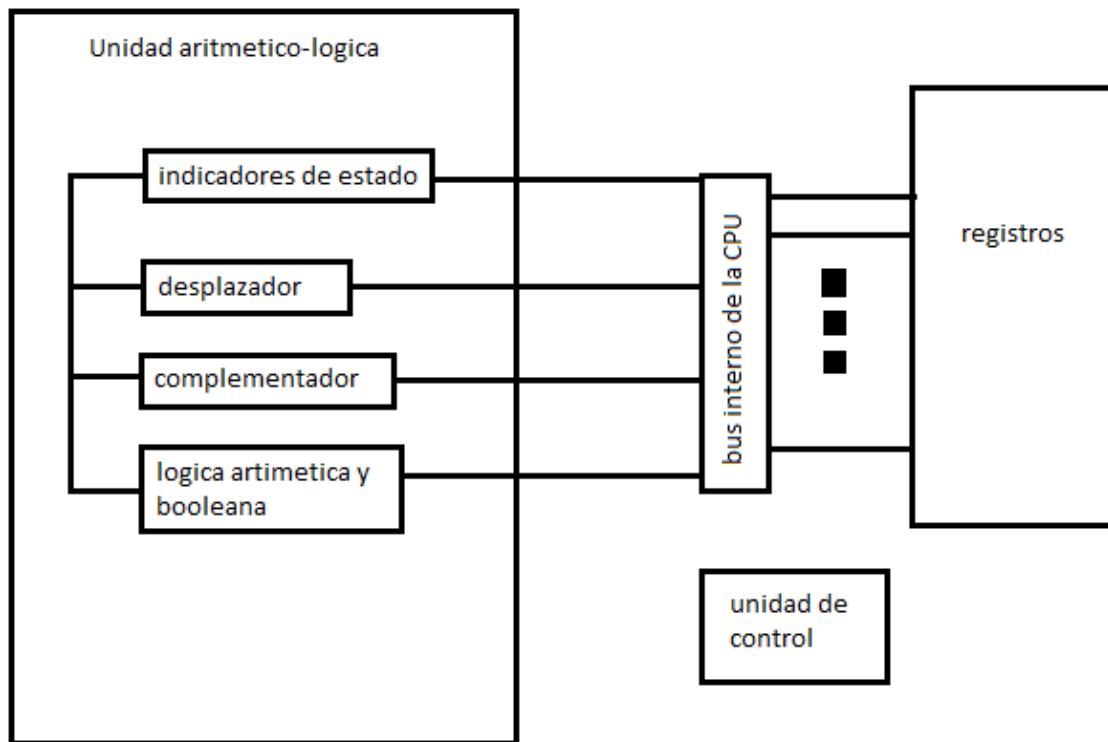 Unidad aritmetico-logica
indicadores de estado
desplazador
complementador
logica artimetica y
booleana
bus interno de la CPU
registros
unidad de
control